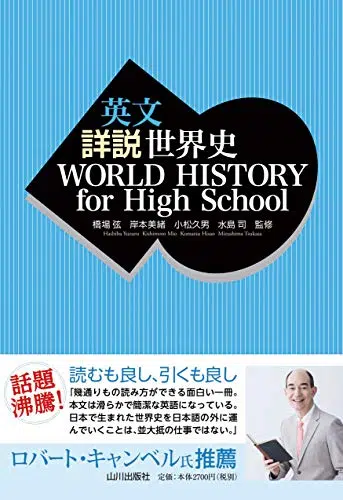 英文
詳説世界史
WORLD HISTORY
for High School
橋場 弦 岸本美緒 小松久男 水島 司 監修
Hashiba Yuzuru Kishimoto Mio Komatsu Hisao Mizushima Tsukasa
話題
沸騰!
読むも良し、引くも良し
「幾通りもの読み方ができる面白い一冊。
本文は滑らかで簡潔な英語になっている。
日本で生まれた世界史を日本語の外に運
んでいくことは、並大抵の仕事ではない。」
ロバート・キャンベル氏推薦
山川出版社 定価:本体2700円(税別)